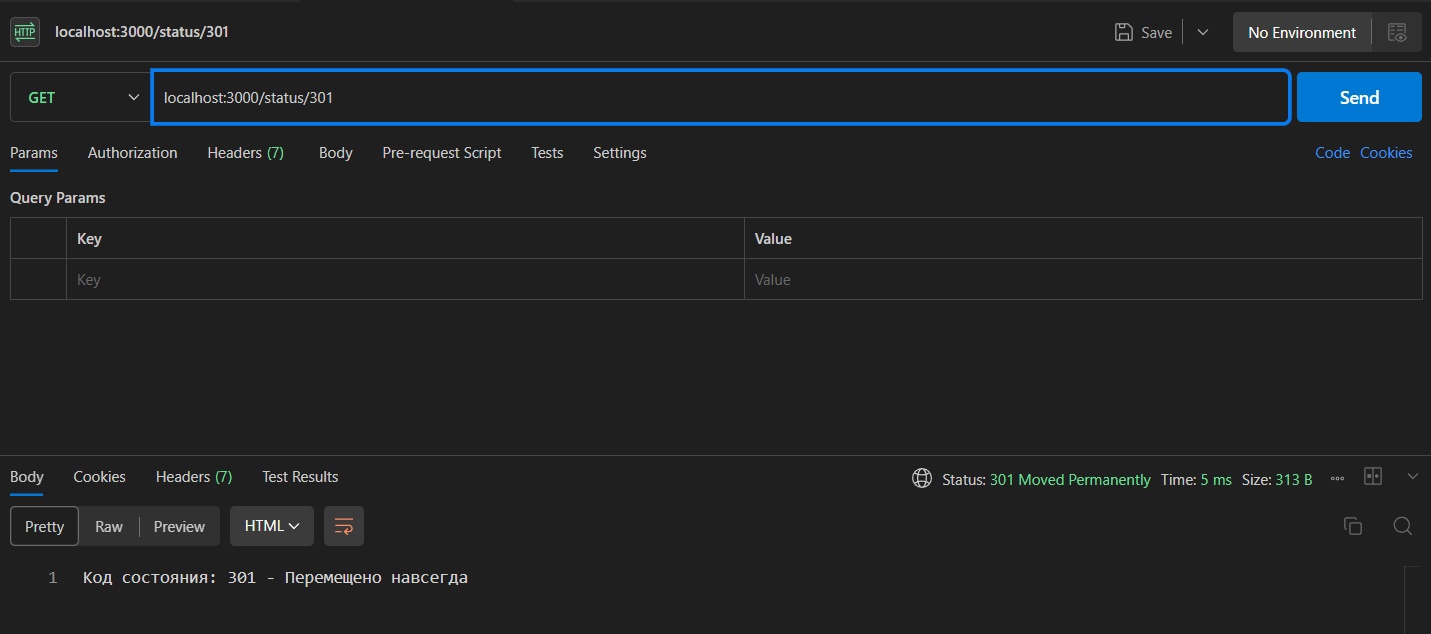 HTTP localhost:3000/status/301 Save No Environment
GET localhost:3000/status/301 Send
Params Authorization Headers (7) Body Pre-request Script Tests Settings Code Cookies
Query Params
Key Value
Key Value
Body Cookies Headers (7) Test Results Status: 301 Moved Permanently Time: 5 ms Size: 313 B
Pretty Raw Preview HTML
1 Код состояния: 301 - Перемещено навсегда